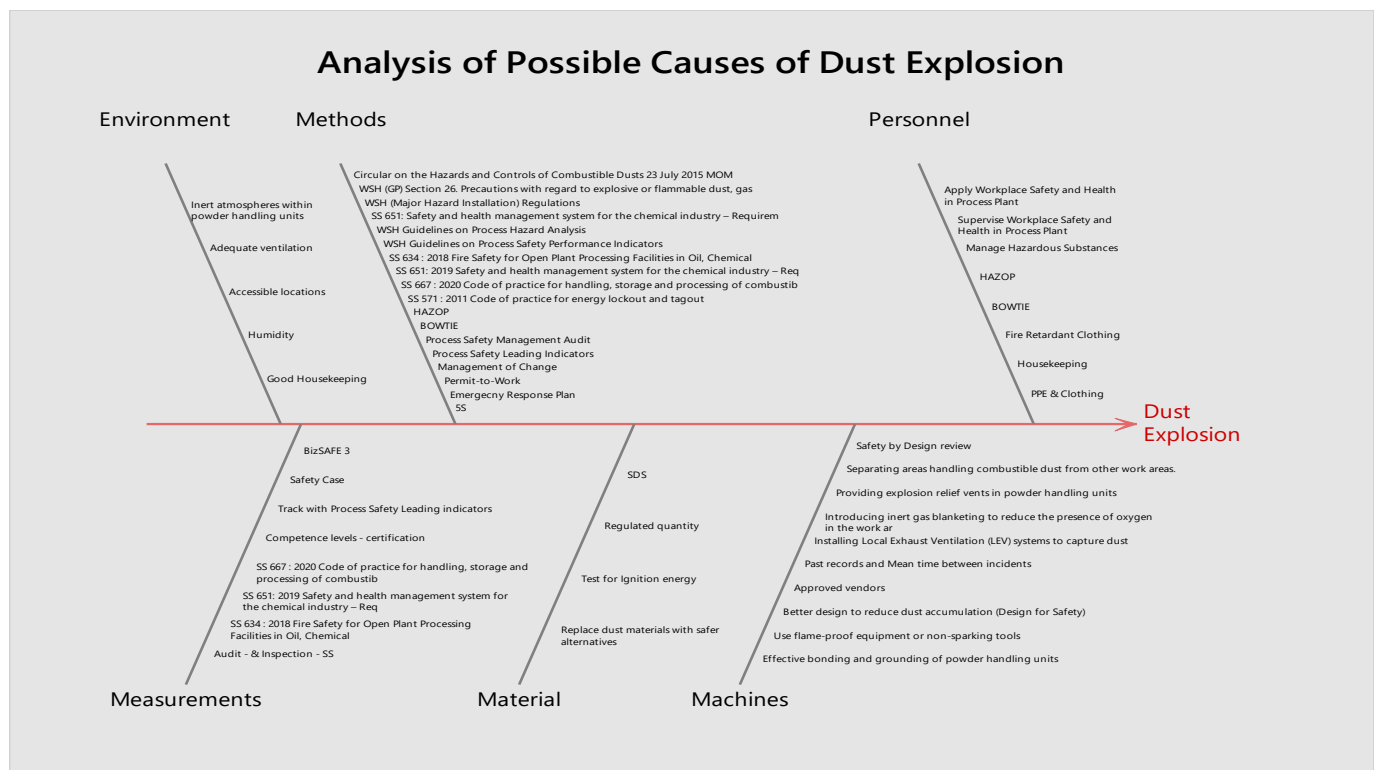 Analysis of Possible Causes of Dust Explosion
Environment
Inert atmospheres within
powder handling units
Adequate ventilation
Accessible locations
Humidity
Good Housekeeping
Methods
Circular on the Hazards and Controls of Combustible Dusts 23 July 2015 MOM
WSH (GP) Section 26. Precautions with regard to explosive or flammable dust, gas
WSH (Major Hazard Installation) Regulations
SS 651: Safety and health management system for the chemical industry – Requirem
WSH Guidelines on Process Hazard Analysis
WSH Guidelines on Process Safety Performance Indicators
SS 634 : 2018 Fire Safety for Open Plant Processing Facilities in Oil, Chemical
SS 651: 2019 Safety and health management system for the chemical industry – Req
SS 667 : 2020 Code of practice for handling, storage and processing of combustib
SS 571 : 2011 Code of practice for energy lockout and tagout
HAZOP
BOWTIE
Process Safety Management Audit
Process Safety Leading Indicators
Management of Change
Permit-to-Work
Emergecny Response Plan
5S
Personnel
Apply Workplace Safety and Health
in Process Plant
Supervise Workplace Safety and
Health in Process Plant
Manage Hazardous Substances
HAZOP
BOWTIE
Fire Retardant Clothing
Housekeeping
PPE & Clothing
Dust
Explosion
BizSAFE 3
Safety Case
Track with Process Safety Leading indicators
Competence levels - certification
SS 667 : 2020 Code of practice for handling, storage and
processing of combustib
SS 651: 2019 Safety and health management system for
the chemical industry – Req
SS 634 : 2018 Fire Safety for Open Plant Processing
Facilities in Oil, Chemical
Audit - & Inspection - SS
Measurements
SDS
Regulated quantity
Test for Ignition energy
Replace dust materials with safer
alternatives
Material
Safety by Design review
Separating areas handling combustible dust from other work areas.
Providing explosion relief vents in powder handling units
Introducing inert gas blanketing to reduce the presence of oxygen
in the work ar
Installing Local Exhaust Ventilation (LEV) systems to capture dust
Past records and Mean time between incidents
Approved vendors
Better design to reduce dust accumulation (Design for Safety)
Use flame-proof equipment or non-sparking tools
Effective bonding and grounding of powder handling units
Machines